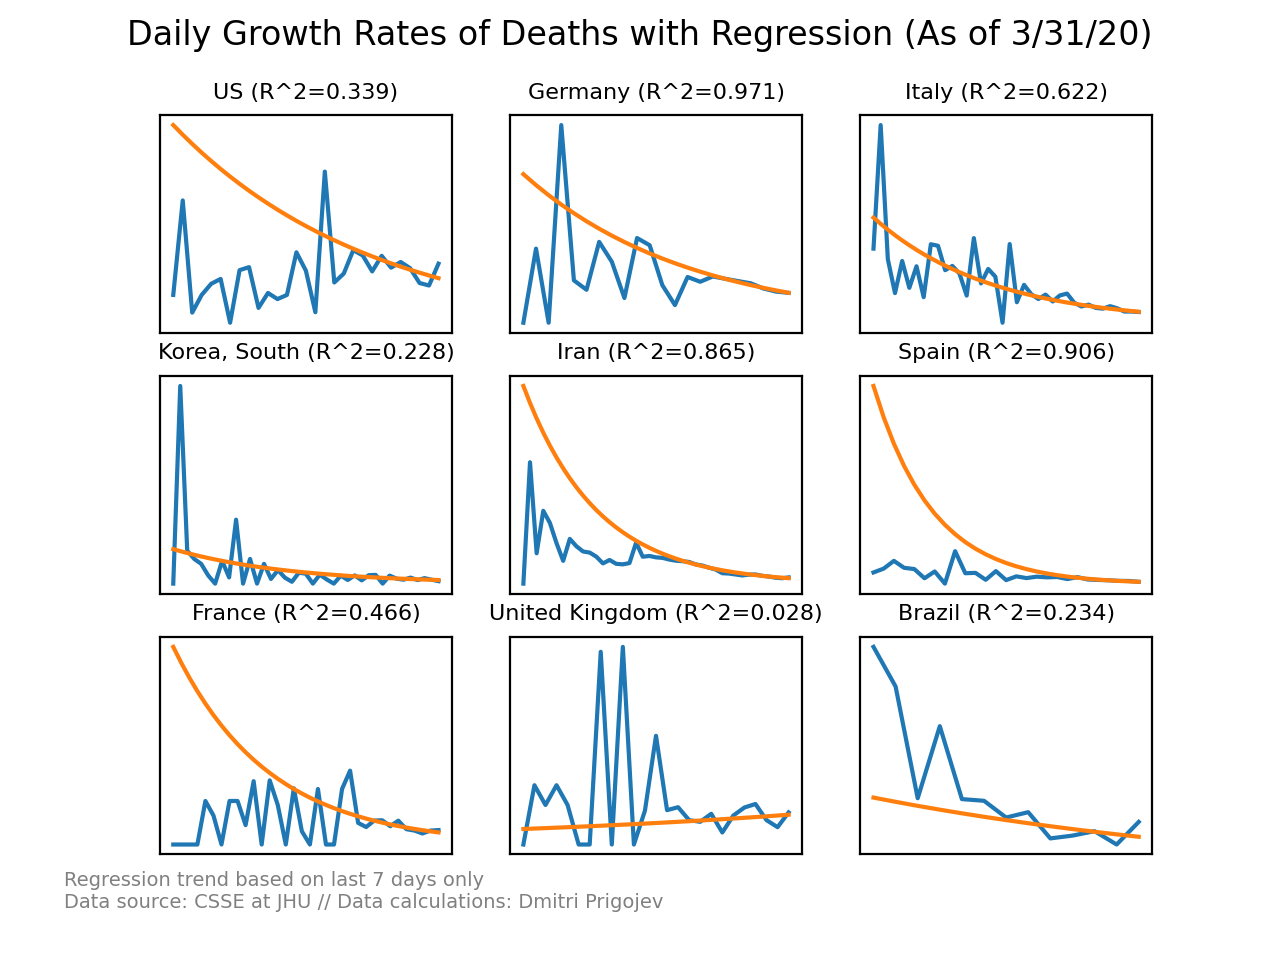 Daily Growth Rates of Deaths with Regression (As of 3/31/20)
US (R^2=0.339)
Germany (R^2=0.971)
Italy (R^2=0.622)
Korea, South (R^2=0.228)
Iran (R^2=0.865)
Spain (R^2=0.906)
France (R^2=0.466)
United Kingdom (R^2=0.028)
Brazil (R^2=0.234)
Regression trend based on last 7 days only
Data source: CSSE at JHU // Data calculations: Dmitri Prigojev